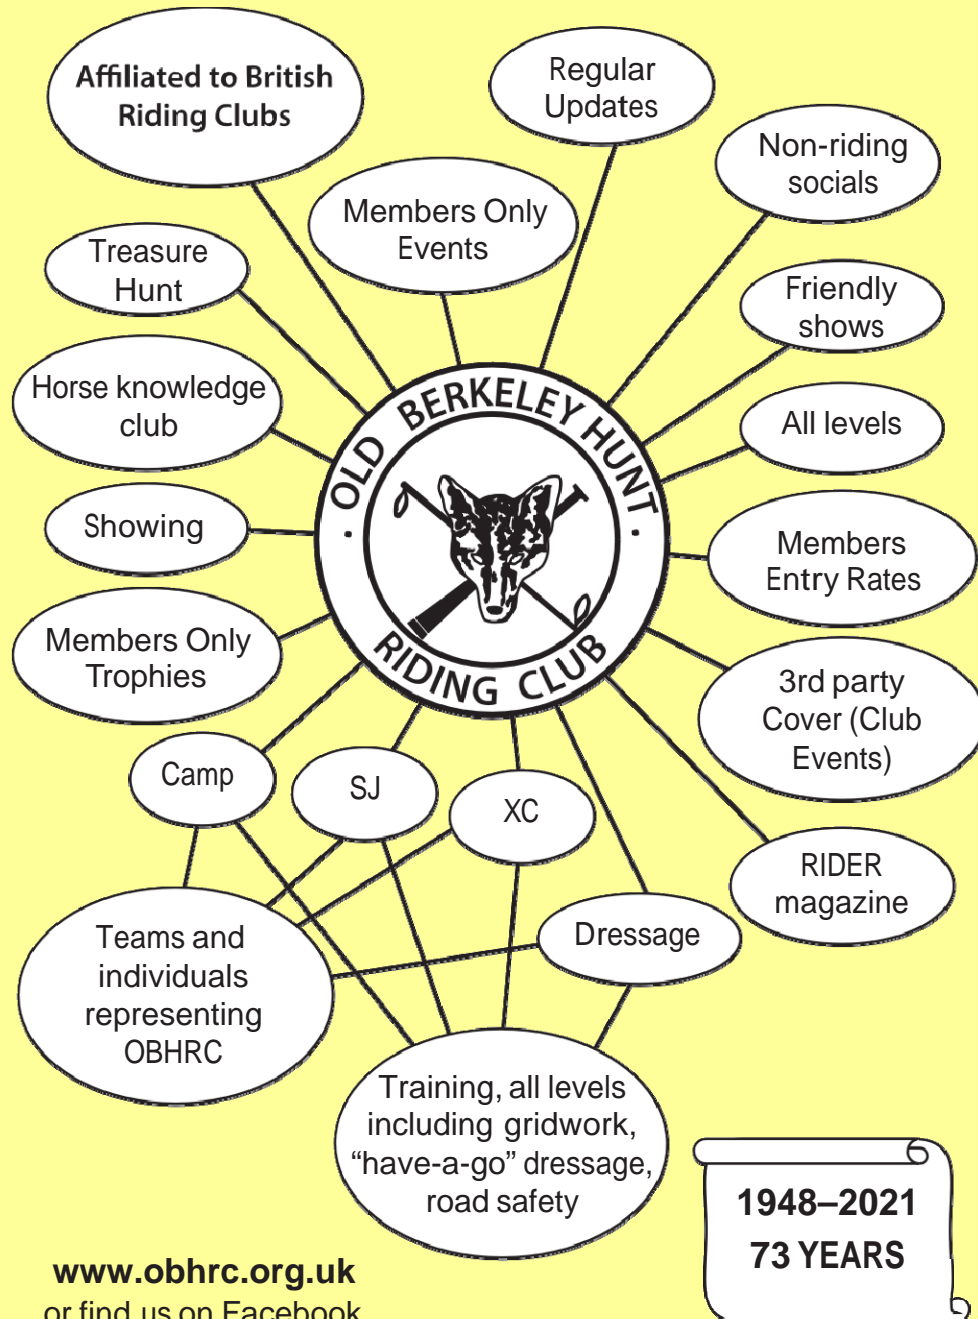 Affiliated to British
Riding Clubs
Regular
Updates
Non-riding
socials
Members Only
Events
Treasure
Hunt
Friendly
shows
Horse knowledge
club
All levels
· OLD BERKELEY HUNT ·
RIDING CLUB
Showing
Members
Entry Rates
Members Only
Trophies
3rd party
Cover (Club
Events)
Camp
SJ
XC
RIDER
magazine
Dressage
Teams and
individuals
representing
OBHRC
Training, all levels
including gridwork,
“have-a-go” dressage,
road safety
1948–2021
73 YEARS
www.obhrc.org.uk
or find us on Facebook